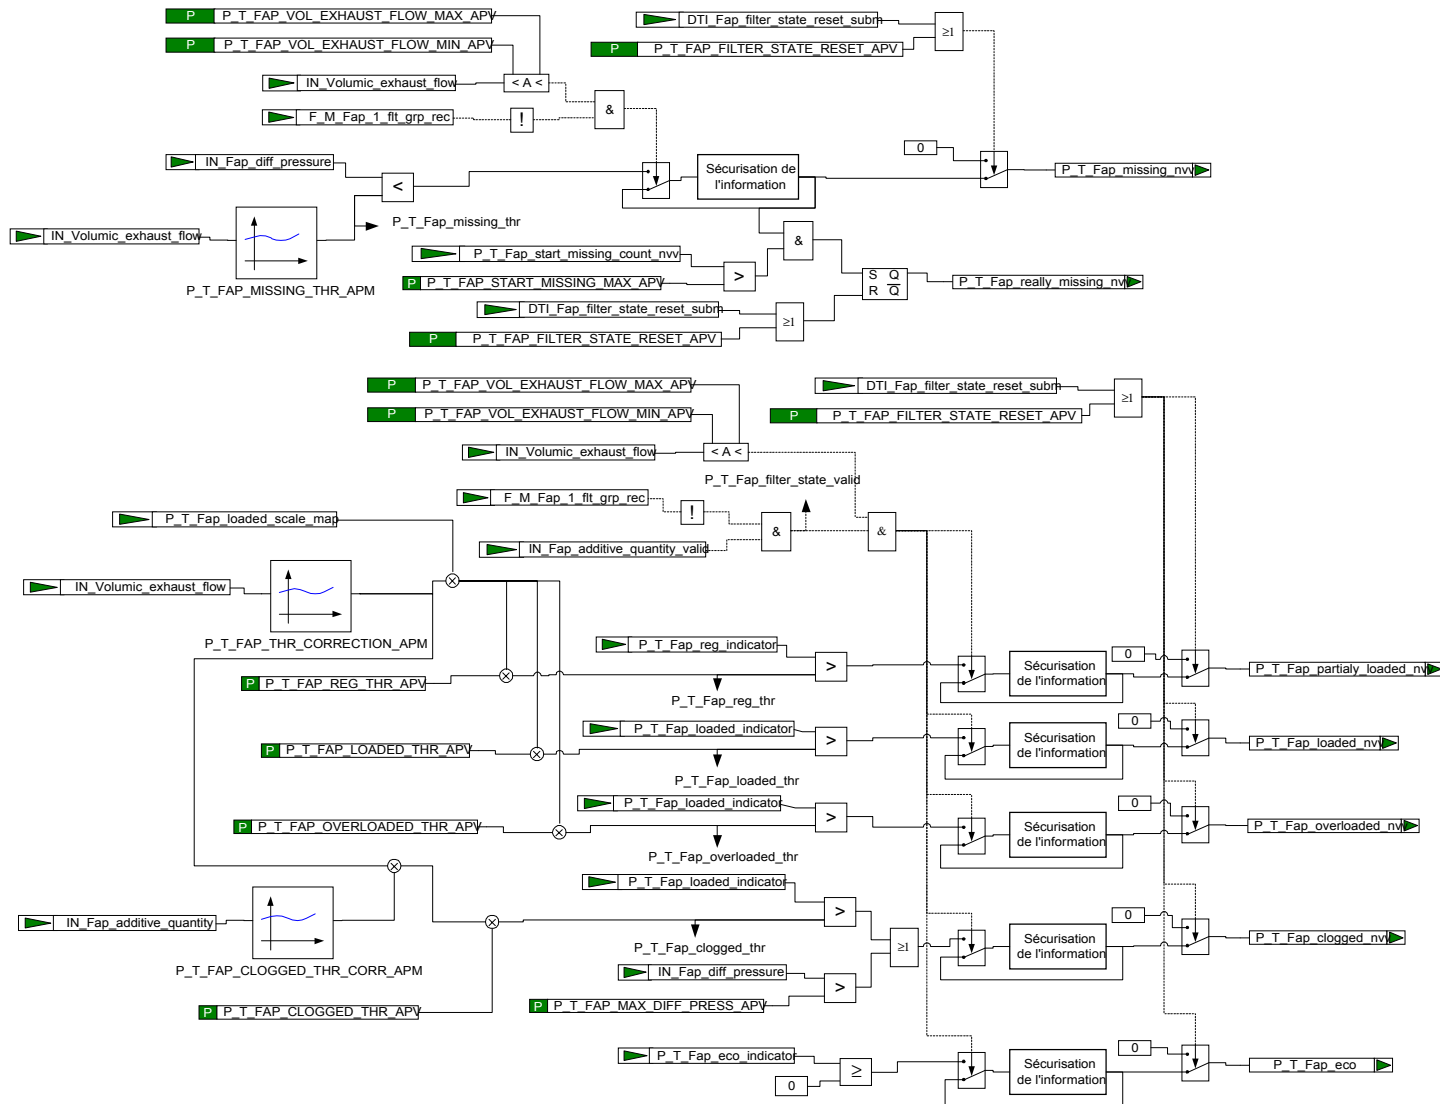 P P_T_FAP_VOL_EXHAUST_FLOW_MAX_APV
P P_T_FAP_VOL_EXHAUST_FLOW_MIN_APV
IN_Volumic_exhaust_flow
< A <
F_M_Fap_1_flt_grp_rec
!
&
DTI_Fap_filter_state_reset_subm
P P_T_FAP_FILTER_STATE_RESET_APV
≥1
IN_Fap_diff_pressure
<
Sécurisation de
l'information
0
P_T_Fap_missing_nvv
IN_Volumic_exhaust_flow
P_T_FAP_MISSING_THR_APM
P_T_Fap_missing_thr
P_T_Fap_start_missing_count_nvv
P P_T_FAP_START_MISSING_MAX_APV
>
&
DTI_Fap_filter_state_reset_subm
P P_T_FAP_FILTER_STATE_RESET_APV
≥1
S Q
R Q
P_T_Fap_really_missing_nvv
P P_T_FAP_VOL_EXHAUST_FLOW_MAX_APV
P P_T_FAP_VOL_EXHAUST_FLOW_MIN_APV
IN_Volumic_exhaust_flow
< A <
DTI_Fap_filter_state_reset_subm
P P_T_FAP_FILTER_STATE_RESET_APV
≥1
P_T_Fap_filter_state_valid
F_M_Fap_1_flt_grp_rec
!
IN_Fap_additive_quantity_valid
&
&
P_T_Fap_loaded_scale_map
IN_Volumic_exhaust_flow
P_T_FAP_THR_CORRECTION_APM
P_T_Fap_reg_indicator
P P_T_FAP_REG_THR_APV
>
P_T_Fap_reg_thr
Sécurisation
de l'information
0
P_T_Fap_partialy_loaded_nvv
P_T_Fap_loaded_indicator
P P_T_FAP_LOADED_THR_APV
>
P_T_Fap_loaded_thr
Sécurisation
de l'information
0
P_T_Fap_loaded_nvv
P_T_Fap_loaded_indicator
P P_T_FAP_OVERLOADED_THR_APV
>
P_T_Fap_overloaded_thr
Sécurisation
de l'information
0
P_T_Fap_overloaded_nvv
P_T_Fap_loaded_indicator
IN_Fap_additive_quantity
P_T_FAP_CLOGGED_THR_CORR_APM
P P_T_FAP_CLOGGED_THR_APV
>
P_T_Fap_clogged_thr
IN_Fap_diff_pressure
P P_T_FAP_MAX_DIFF_PRESS_APV
>
≥1
Sécurisation
de l'information
0
P_T_Fap_clogged_nvv
P_T_Fap_eco_indicator
0
≥
Sécurisation
de l'information
0
P_T_Fap_eco